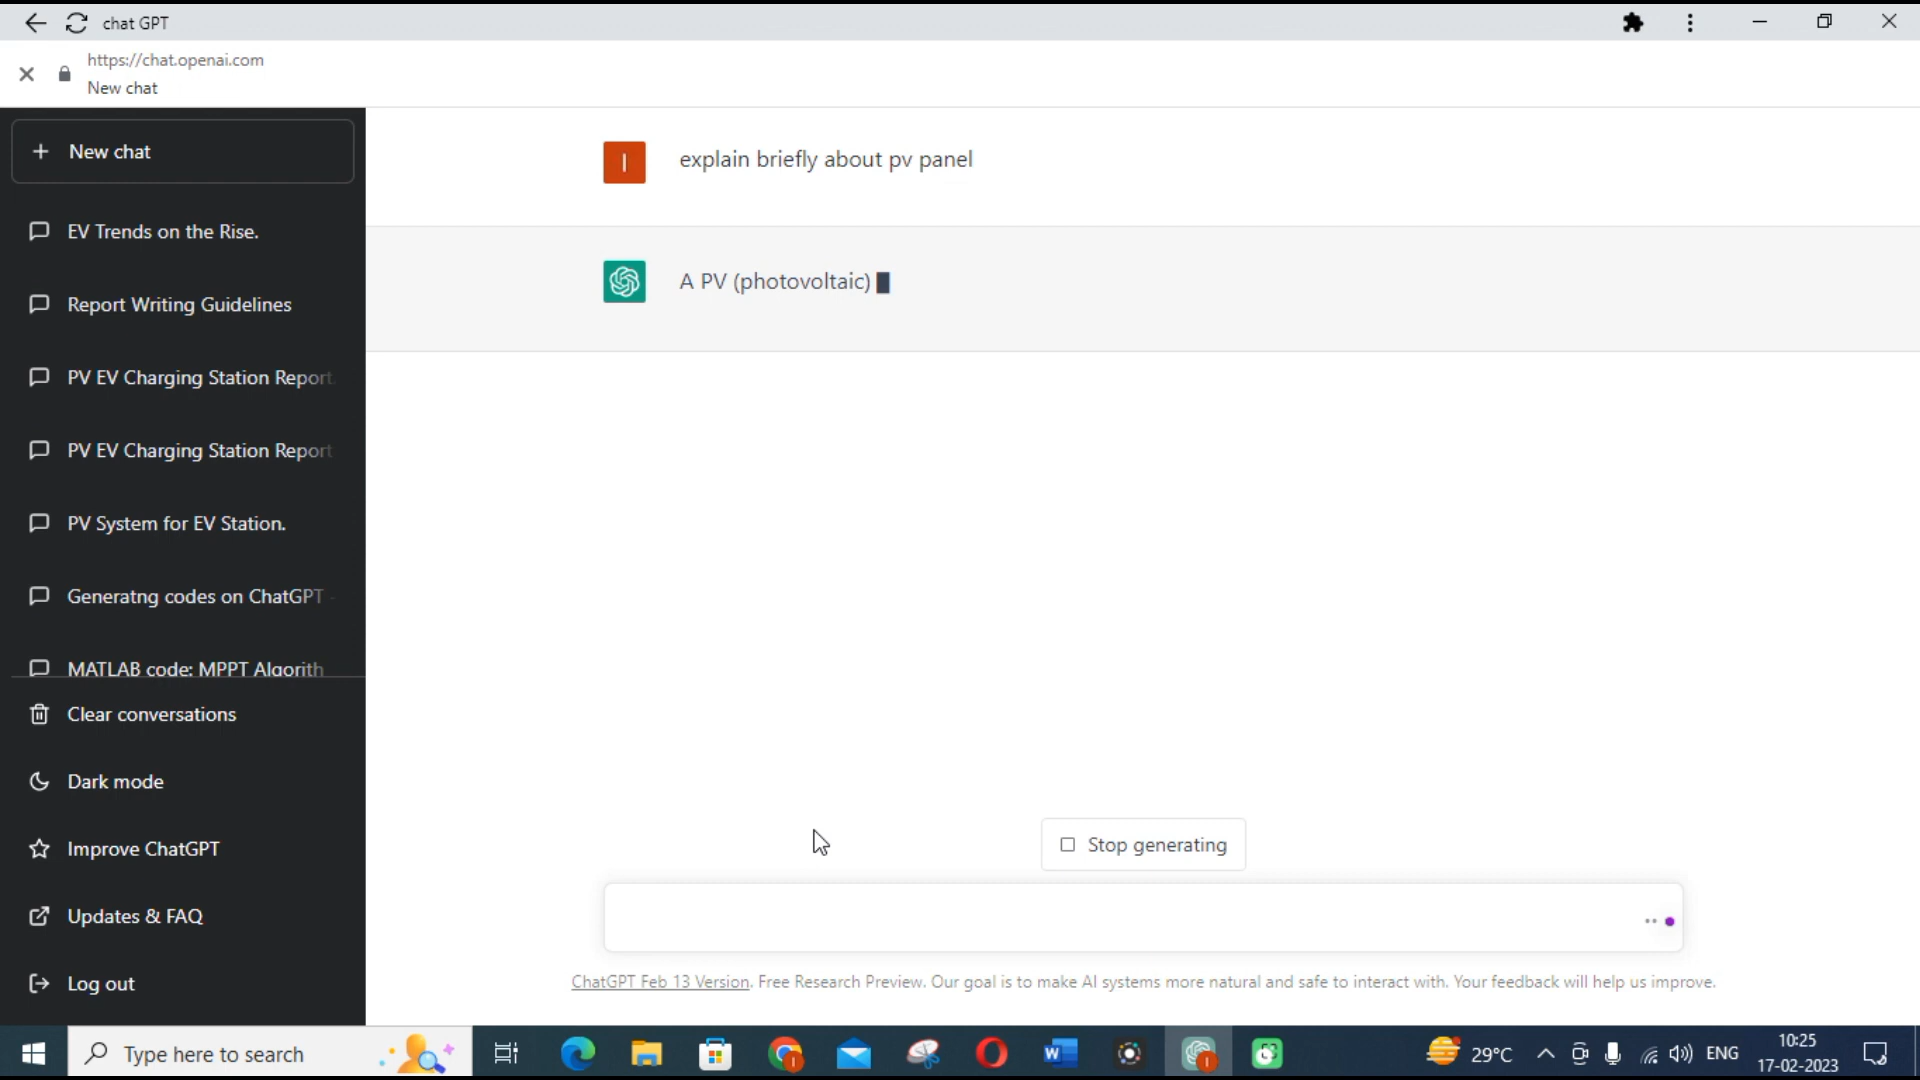 chat GPT
https://chat.openai.com
New chat
New chat
EV Trends on the Rise.
Report Writing Guidelines
PV EV Charging Station Report
PV EV Charging Station Report
PV System for EV Station.
Generatng codes on ChatGPT -
MATLAB code: MPPT Algorith
Clear conversations
Dark mode
Improve ChatGPT
Updates & FAQ
Log out
I
explain briefly about pv panel
A PV (photovoltaic)
Stop generating
ChatGPT Feb 13 Version. Free Research Preview. Our goal is to make AI systems more natural and safe to interact with. Your feedback will help us improve.
Type here to search
29°C
ENG
10:25
17-02-2023